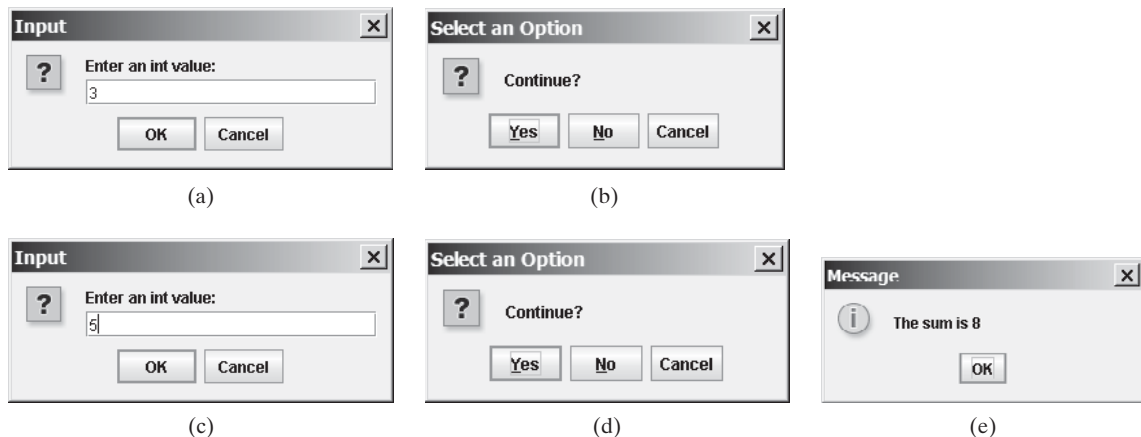 Input
Enter an int value:
3
OK Cancel
(a)
Select an Option
Continue?
Yes No Cancel
(b)
Input
Enter an int value:
5
OK Cancel
(c)
Select an Option
Continue?
Yes No Cancel
(d)
Message
The sum is 8
OK
(e)